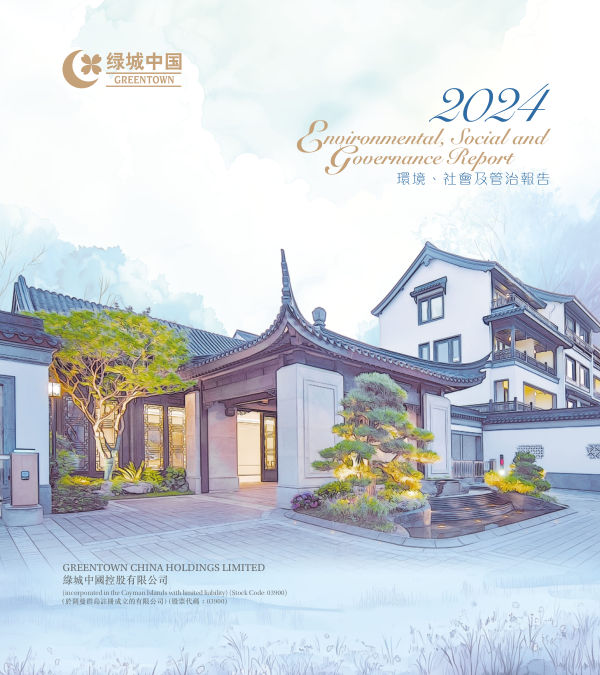 绿城中国
GREENTOWN
2024
Environmental, Social and
Governance Report
環境、社會及管治報告
GREENTOWN CHINA HOLDINGS LIMITED
綠城中國控股有限公司
(incorporated in the Cayman Islands with limited liability) (Stock Code: 03900)
(於開曼群島註冊成立的有限公司) (股票代碼：03900)